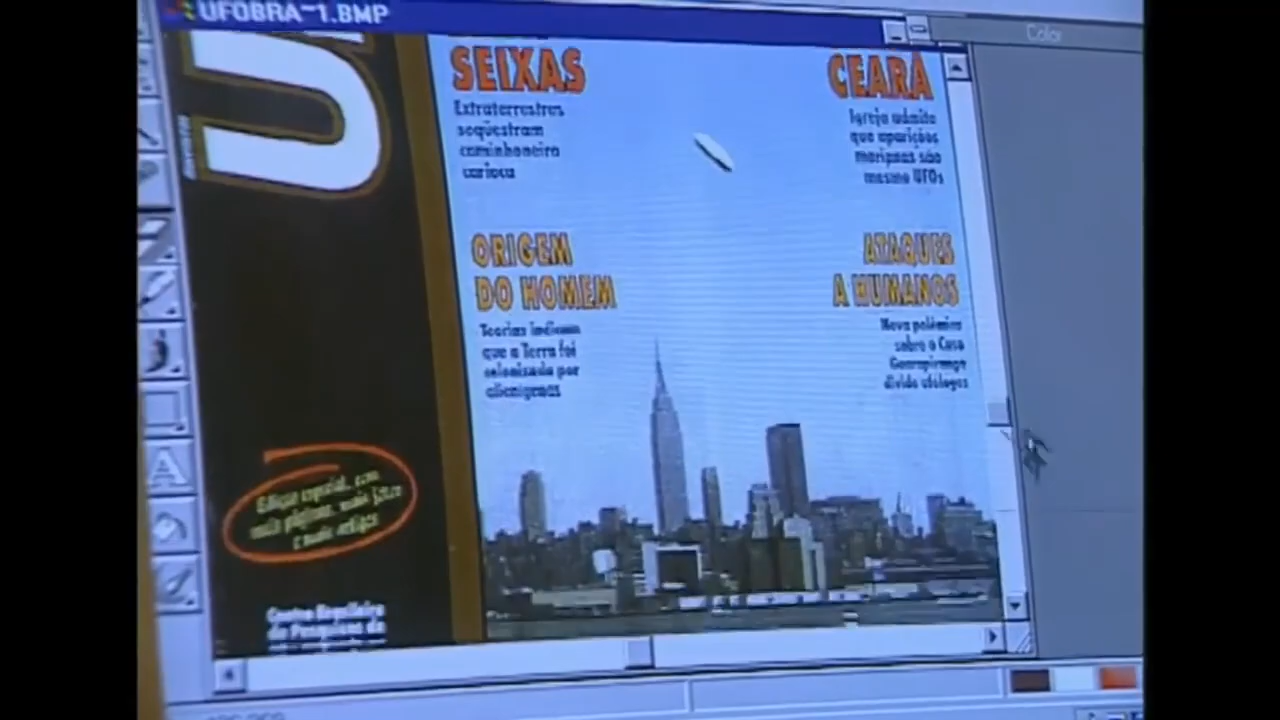 UFOBRA~1.BMP
Color
U
SEIXAS
Extraterrestres
seqüestram
caminhoneiro
carioca
CEARÁ
Igreja admite
que aparições
marianas são
mesmo UFOs
ORIGEM
DO HOMEM
Teorias indicam
que a Terra foi
colonizada por
alienígenas
ATAQUES
A HUMANOS
Nova polêmica
sobre o Caso
Guarapiranga
divide ufólogos
Edição especial, com
mais páginas, mais fotos
e mais artigos
Centro Brasileiro
de Pesquisas de
A